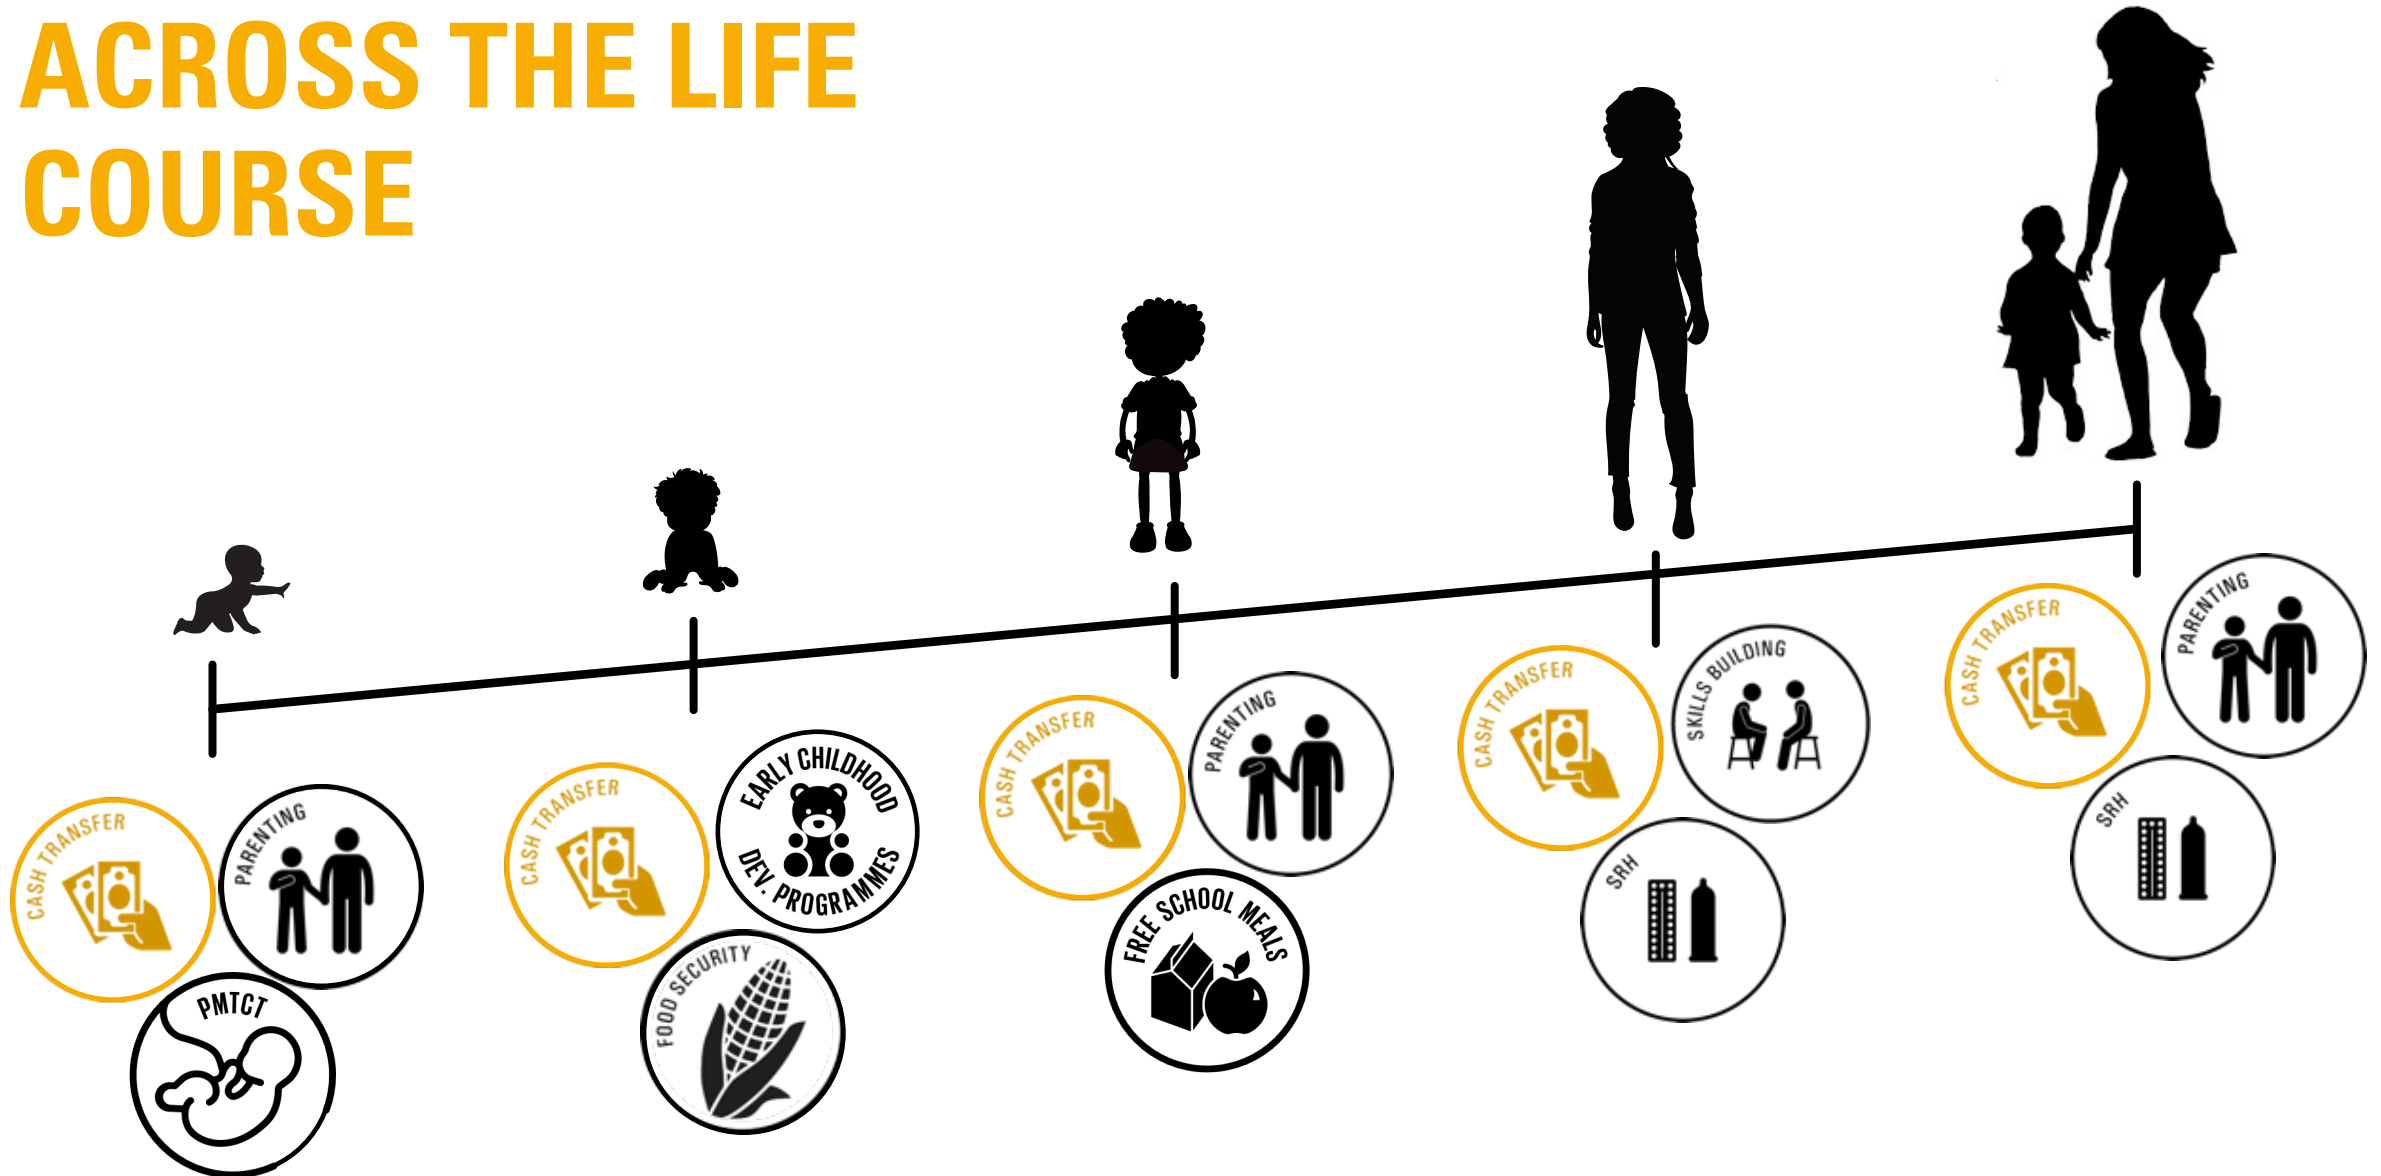 ACROSS THE LIFE
COURSE
CASH TRANSFER
PARENTING
PMTCT
CASH TRANSFER
EARLY CHILDHOOD
DEV. PROGRAMMES
FOOD SECURITY
CASH TRANSFER
PARENTING
FREE SCHOOL MEALS
CASH TRANSFER
SKILLS BUILDING
SRH
CASH TRANSFER
PARENTING
SRH